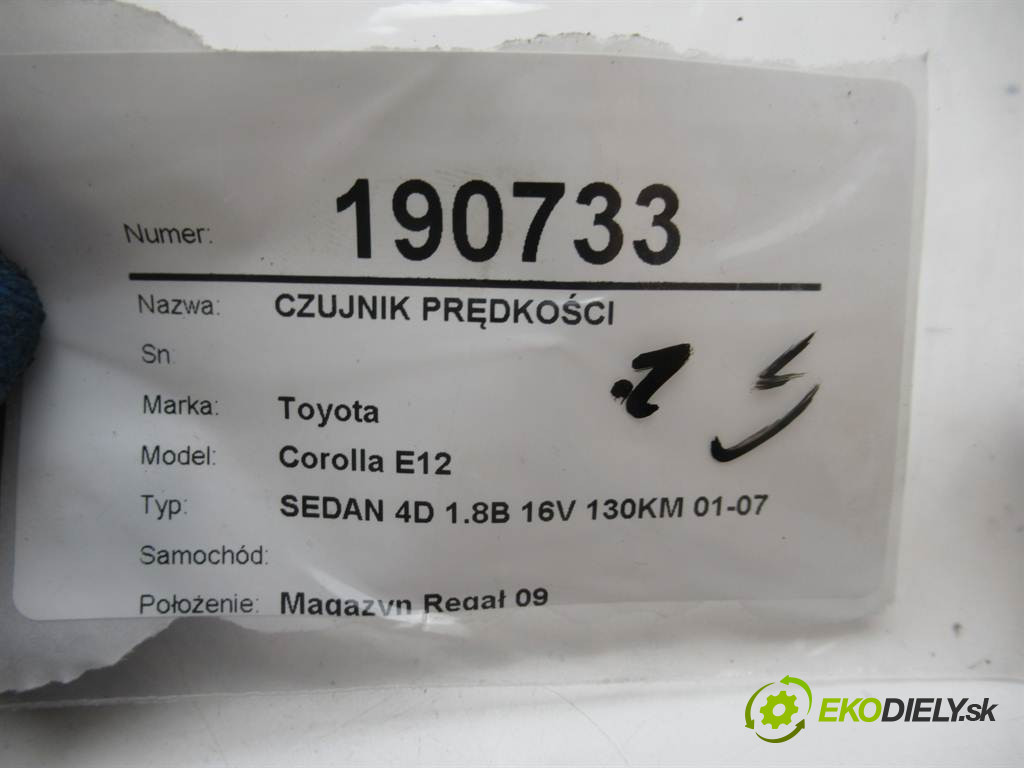 Numer: 190733
Nazwa: CZUJNIK PRĘDKOŚCI
Sn
Marka: Toyota
Model: Corolla E12
Typ: SEDAN 4D 1.8B 16V 130KM 01-07
Samochód:
Położenie: Magazyn Regał 09
EKODIELY.sk